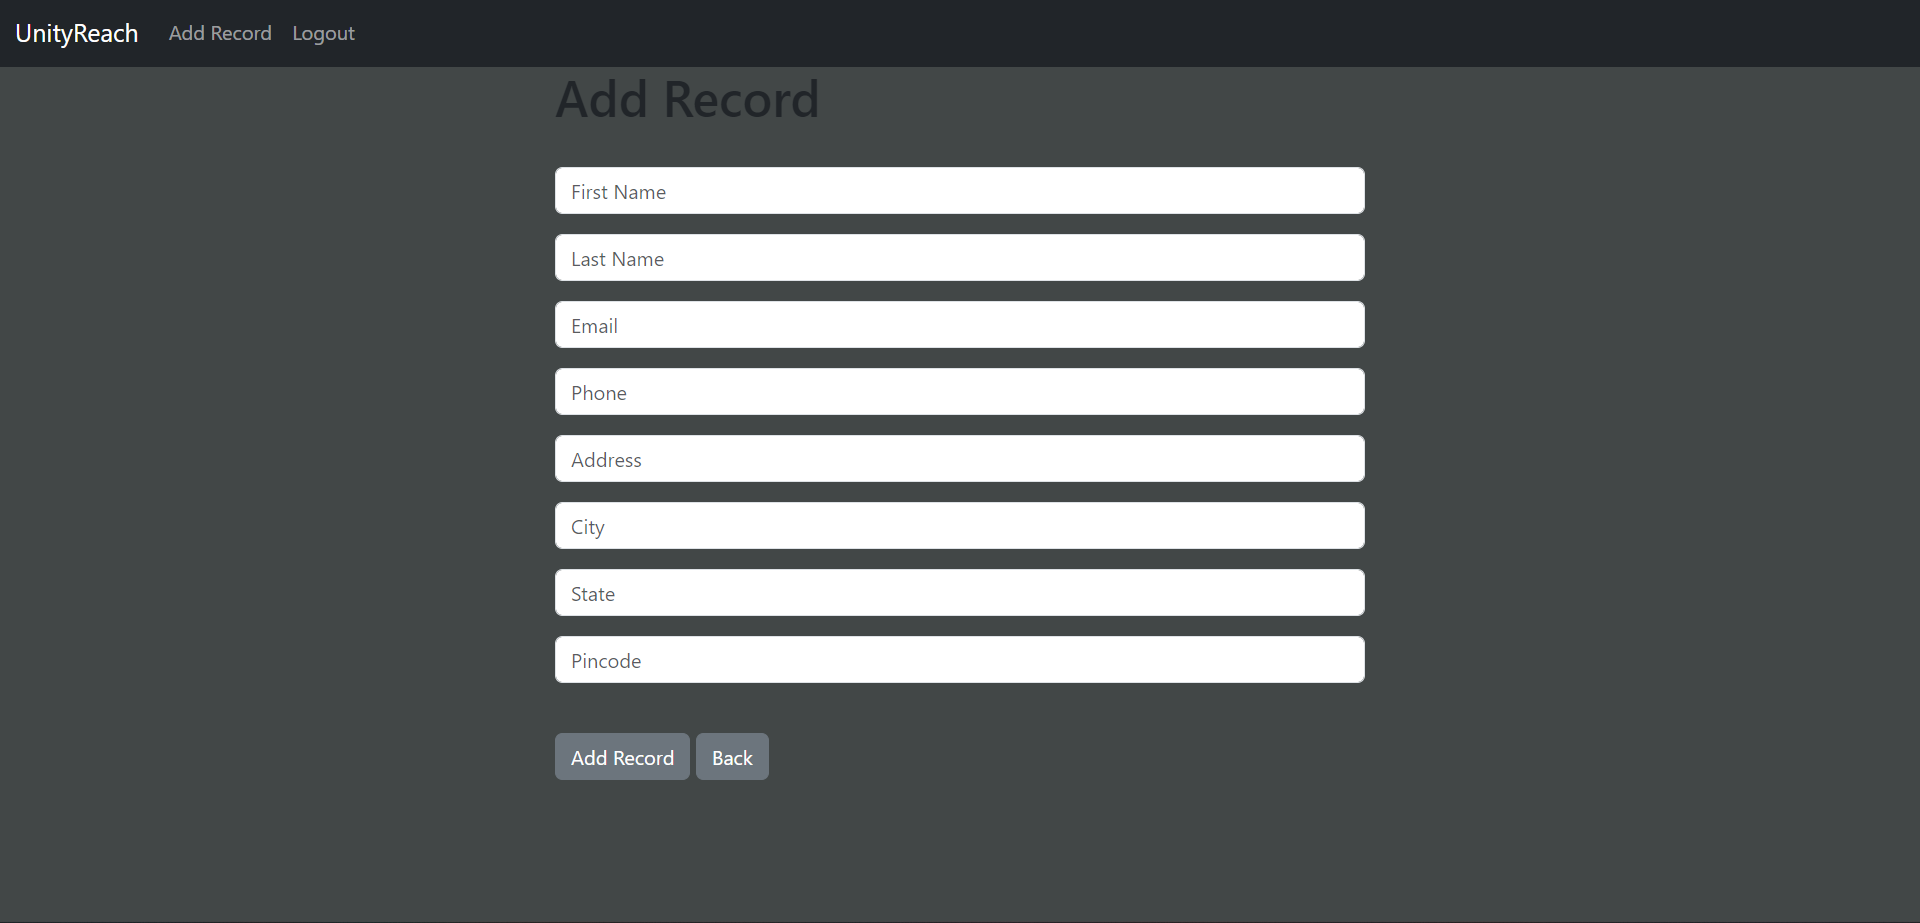 UnityReach Add Record Logout
Add Record
First Name
Last Name
Email
Phone
Address
City
State
Pincode
Add Record Back